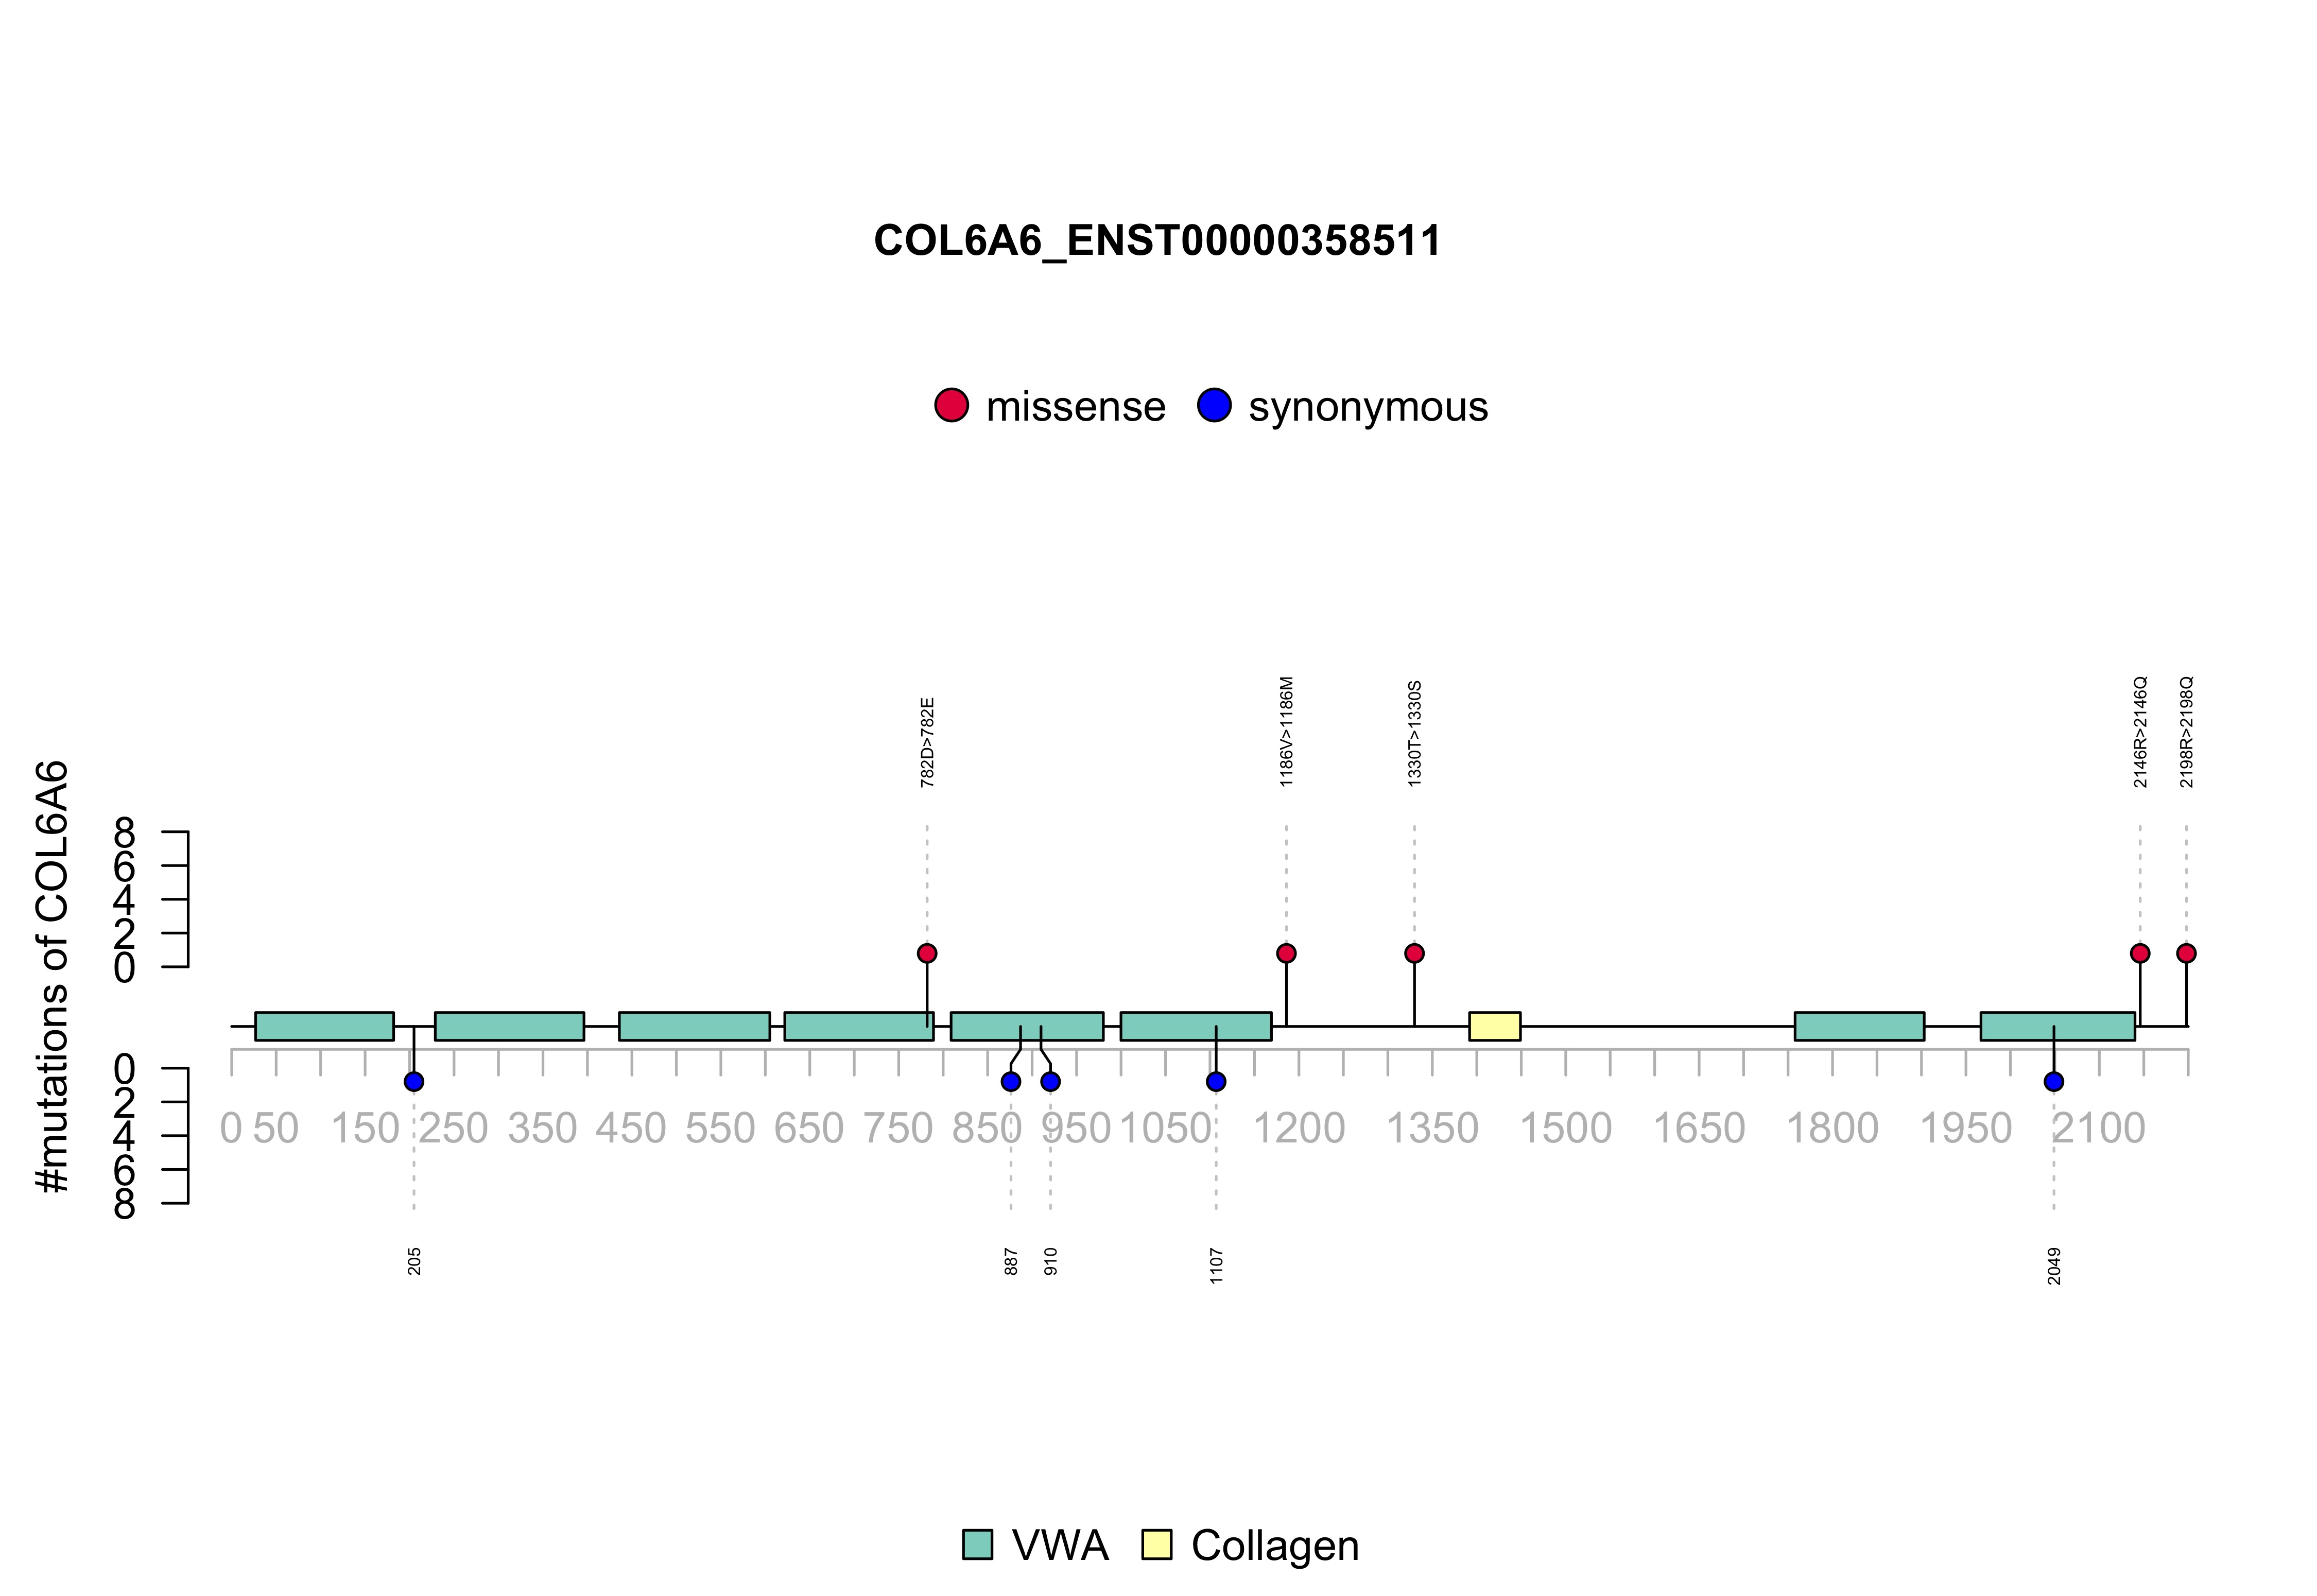 COL6A6_ENST00000358511
missense synonymous
782D>782E 1186V>1186M 1330T>1330S 2146R>2146Q 2198R>2198Q
#mutations of COL6A6
8
6
4
2
0
0
2
4
6
8
0 50 150 250 350 450 550 650 750 850 950 1050 1200 1350 1500 1650 1800 1950 2100
205 887 910 1107 2049
VWA Collagen